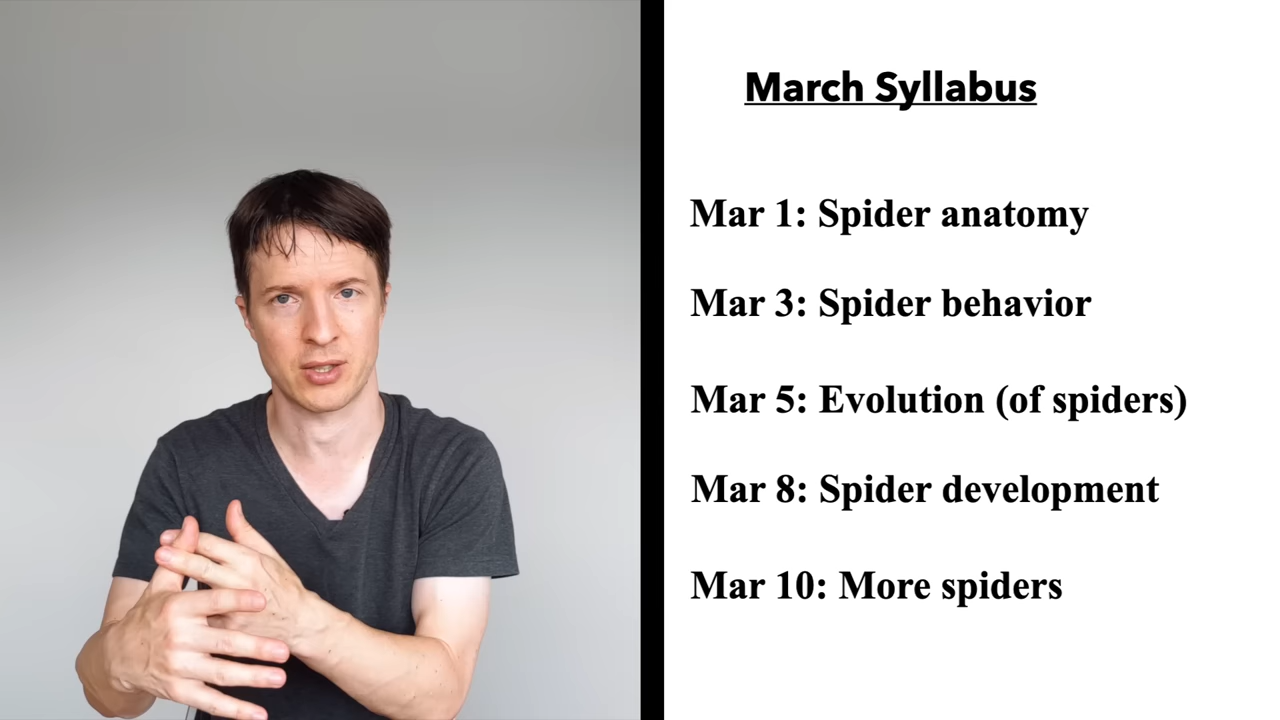 March Syllabus
Mar 1: Spider anatomy
Mar 3: Spider behavior
Mar 5: Evolution (of spiders)
Mar 8: Spider development
Mar 10: More spiders